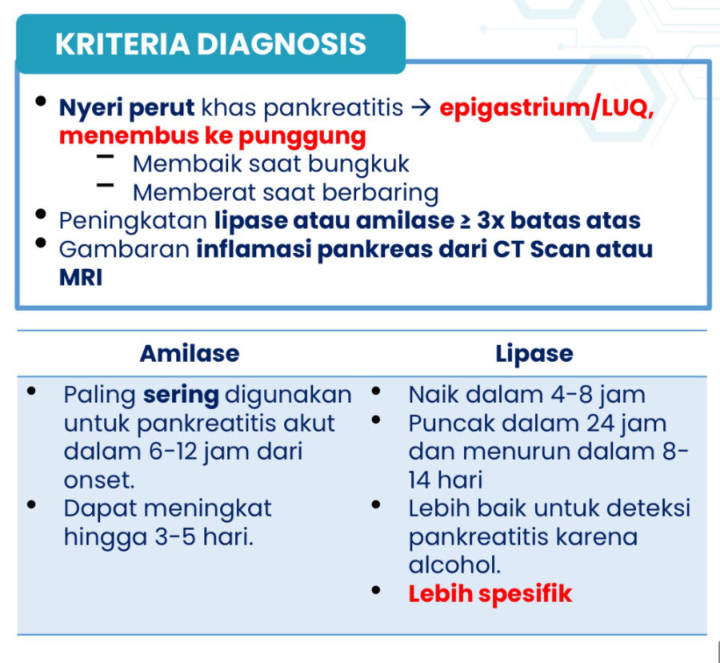 KRITERIA DIAGNOSIS
• Nyeri perut khas pankreatitis → epigastrium/LUQ,
menembus ke punggung
– Membaik saat bungkuk
– Memberat saat berbaring
• Peningkatan lipase atau amilase ≥ 3x batas atas
• Gambaran inflamasi pankreas dari CT Scan atau
MRI
Amilase
• Paling sering digunakan
untuk pankreatitis akut
dalam 6-12 jam dari
onset.
• Dapat meningkat
hingga 3-5 hari.
Lipase
• Naik dalam 4-8 jam
• Puncak dalam 24 jam
dan menurun dalam 8-
14 hari
• Lebih baik untuk deteksi
pankreatitis karena
alcohol.
• Lebih spesifik